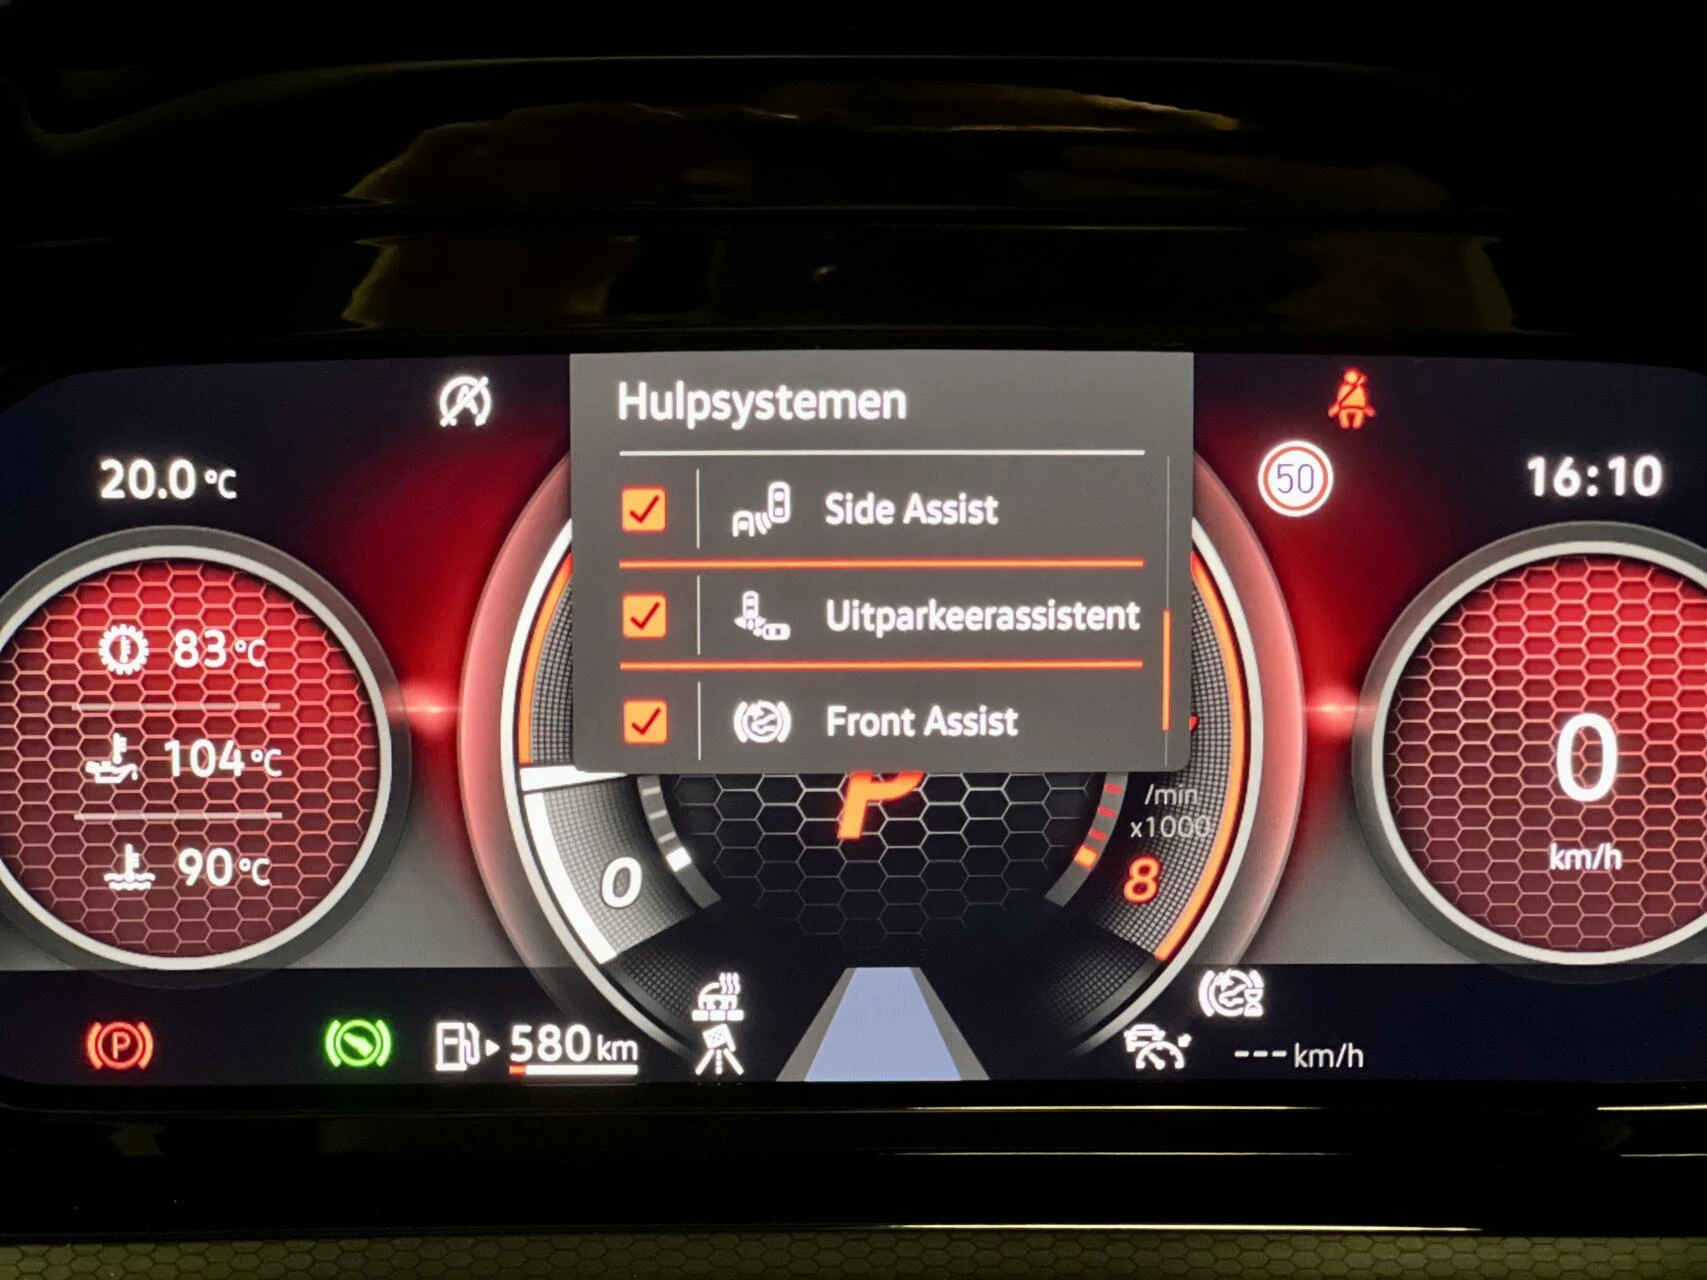 Hulpsystemen
20.0 °C
50
16:10
Side Assist
Uitparkeerassistent
83 °C
Front Assist
104 °C
0
P
/min
x1000
km/h
90 °C
0
8
P
580 km
--- km/h